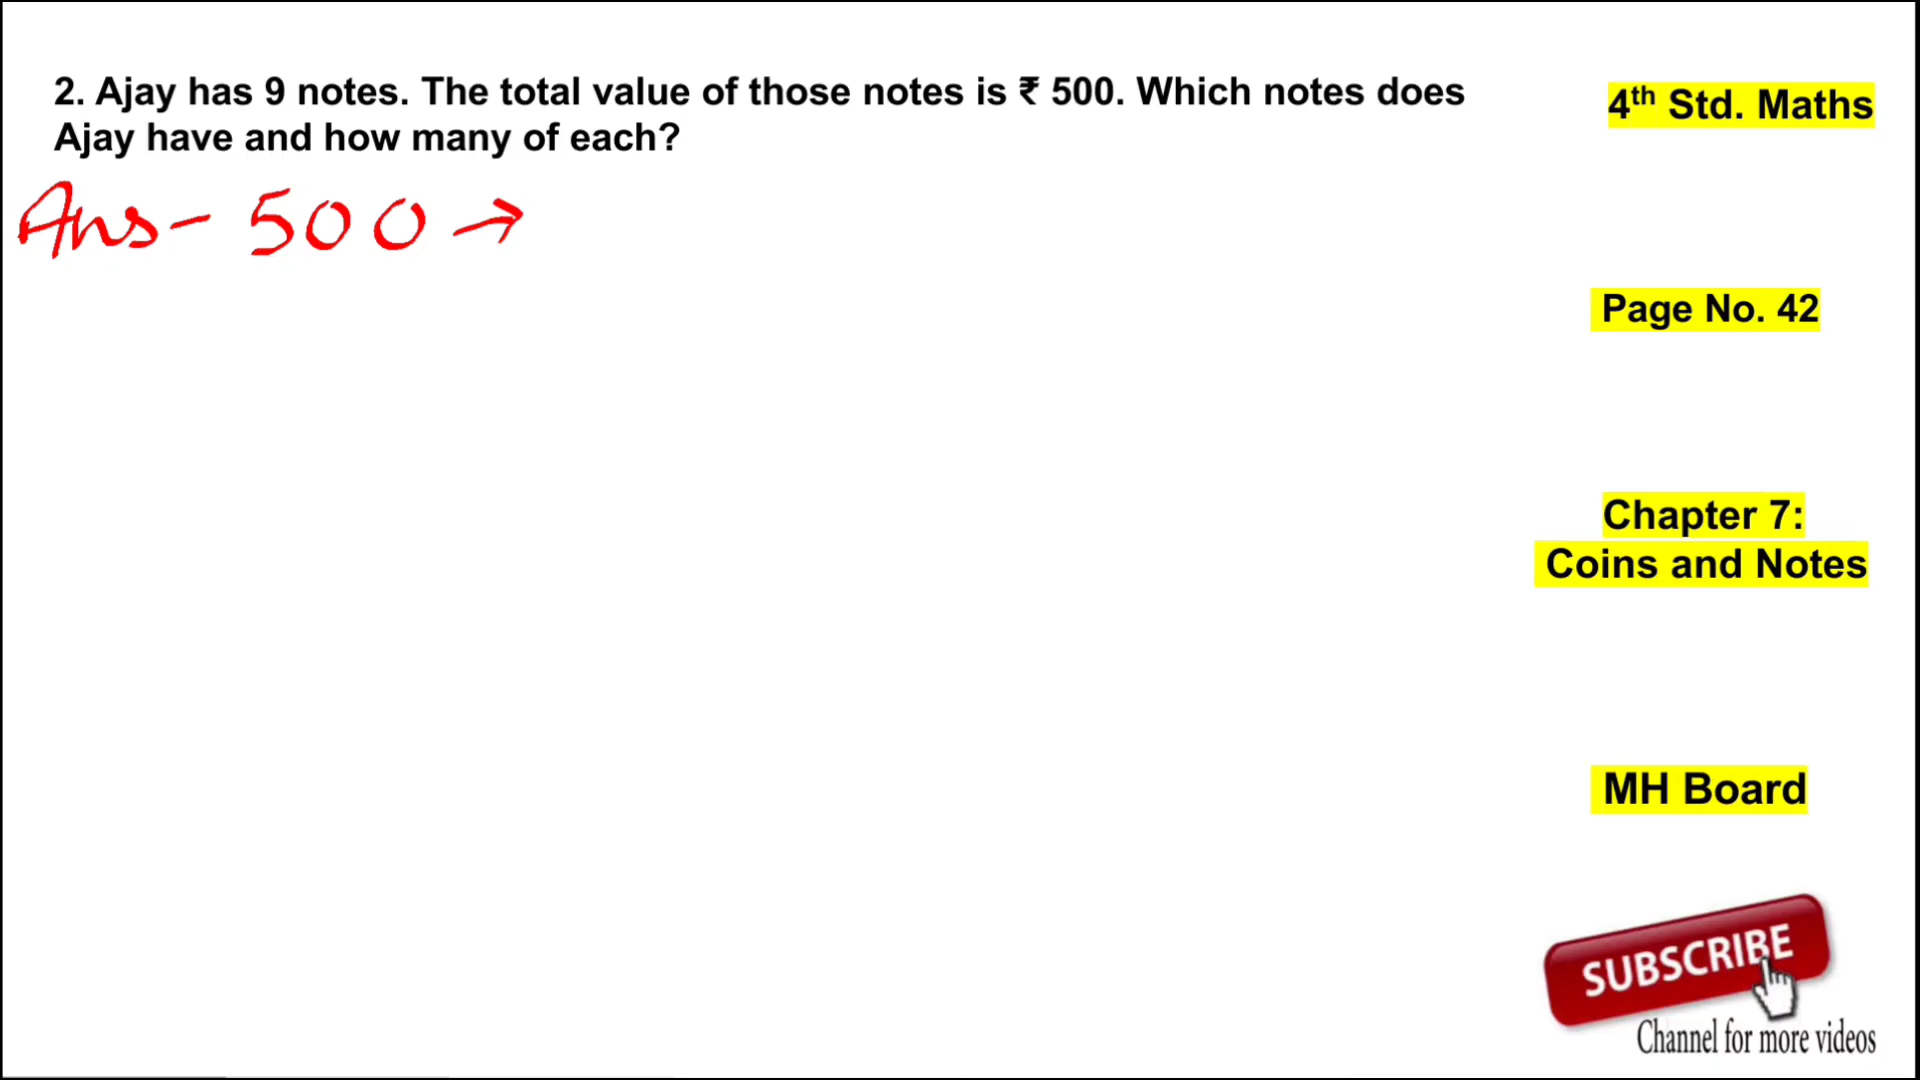 2. Ajay has 9 notes. The total value of those notes is ₹ 500. Which notes does
Ajay have and how many of each?
Ans - 500 →
4th Std. Maths
Page No. 42
Chapter 7:
Coins and Notes
MH Board
SUBSCRIBE
Channel for more videos